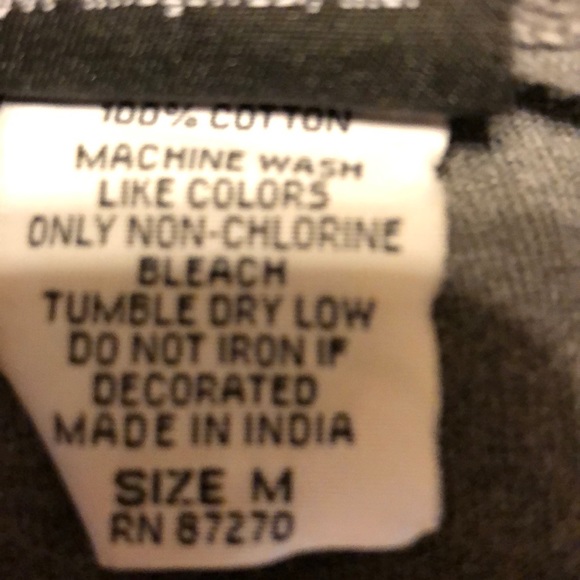 100% COTTON
MACHINE WASH
LIKE COLORS
ONLY NON-CHLORINE
BLEACH
TUMBLE DRY LOW
DO NOT IRON IF
DECORATED
MADE IN INDIA
SIZE M
RN 87270